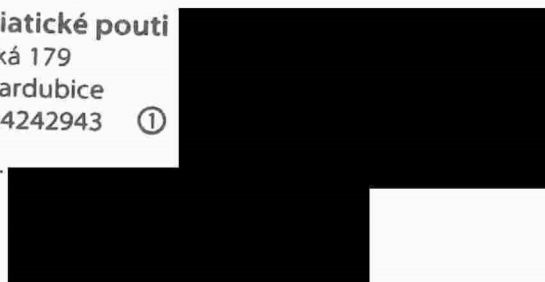 iatické pouti
ká 179
ardubice
4242943 ①